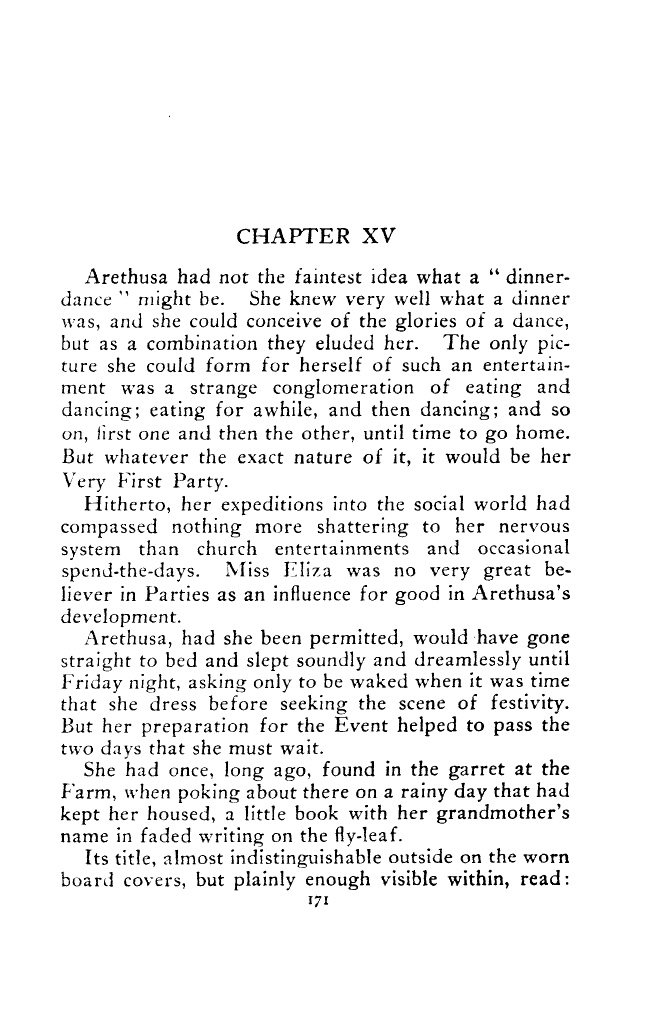 CHAPTER XV
Arethusa had not the faintest idea what a " dinner-
dance " might be. She knew very well what a dinner
was, and she could conceive of the glories of a dance,
but as a combination they eluded her. The only pic-
ture she could form for herself of such an entertain-
ment was a strange conglomeration of eating and
dancing; eating for awhile, and then dancing; and so
on, first one and then the other, until time to go home.
But whatever the exact nature of it, it would be her
Very First Party.
Hitherto, her expeditions into the social world had
compassed nothing more shattering to her nervous
system than church entertainments and occasional
spend-the-days. Miss Eliza was no very great be-
liever in Parties as an influence for good in Arethusa's
development.
Arethusa, had she been permitted, would have gone
straight to bed and slept soundly and dreamlessly until
Friday night, asking only to be waked when it was time
that she dress before seeking the scene of festivity.
But her preparation for the Event helped to pass the
two days that she must wait.
She had once, long ago, found in the garret at the
Farm, when poking about there on a rainy day that had
kept her housed, a little book with her grandmother's
name in faded writing on the fly-leaf.
Its title, almost indistinguishable outside on the worn
board covers, but plainly enough visible within, read:
171